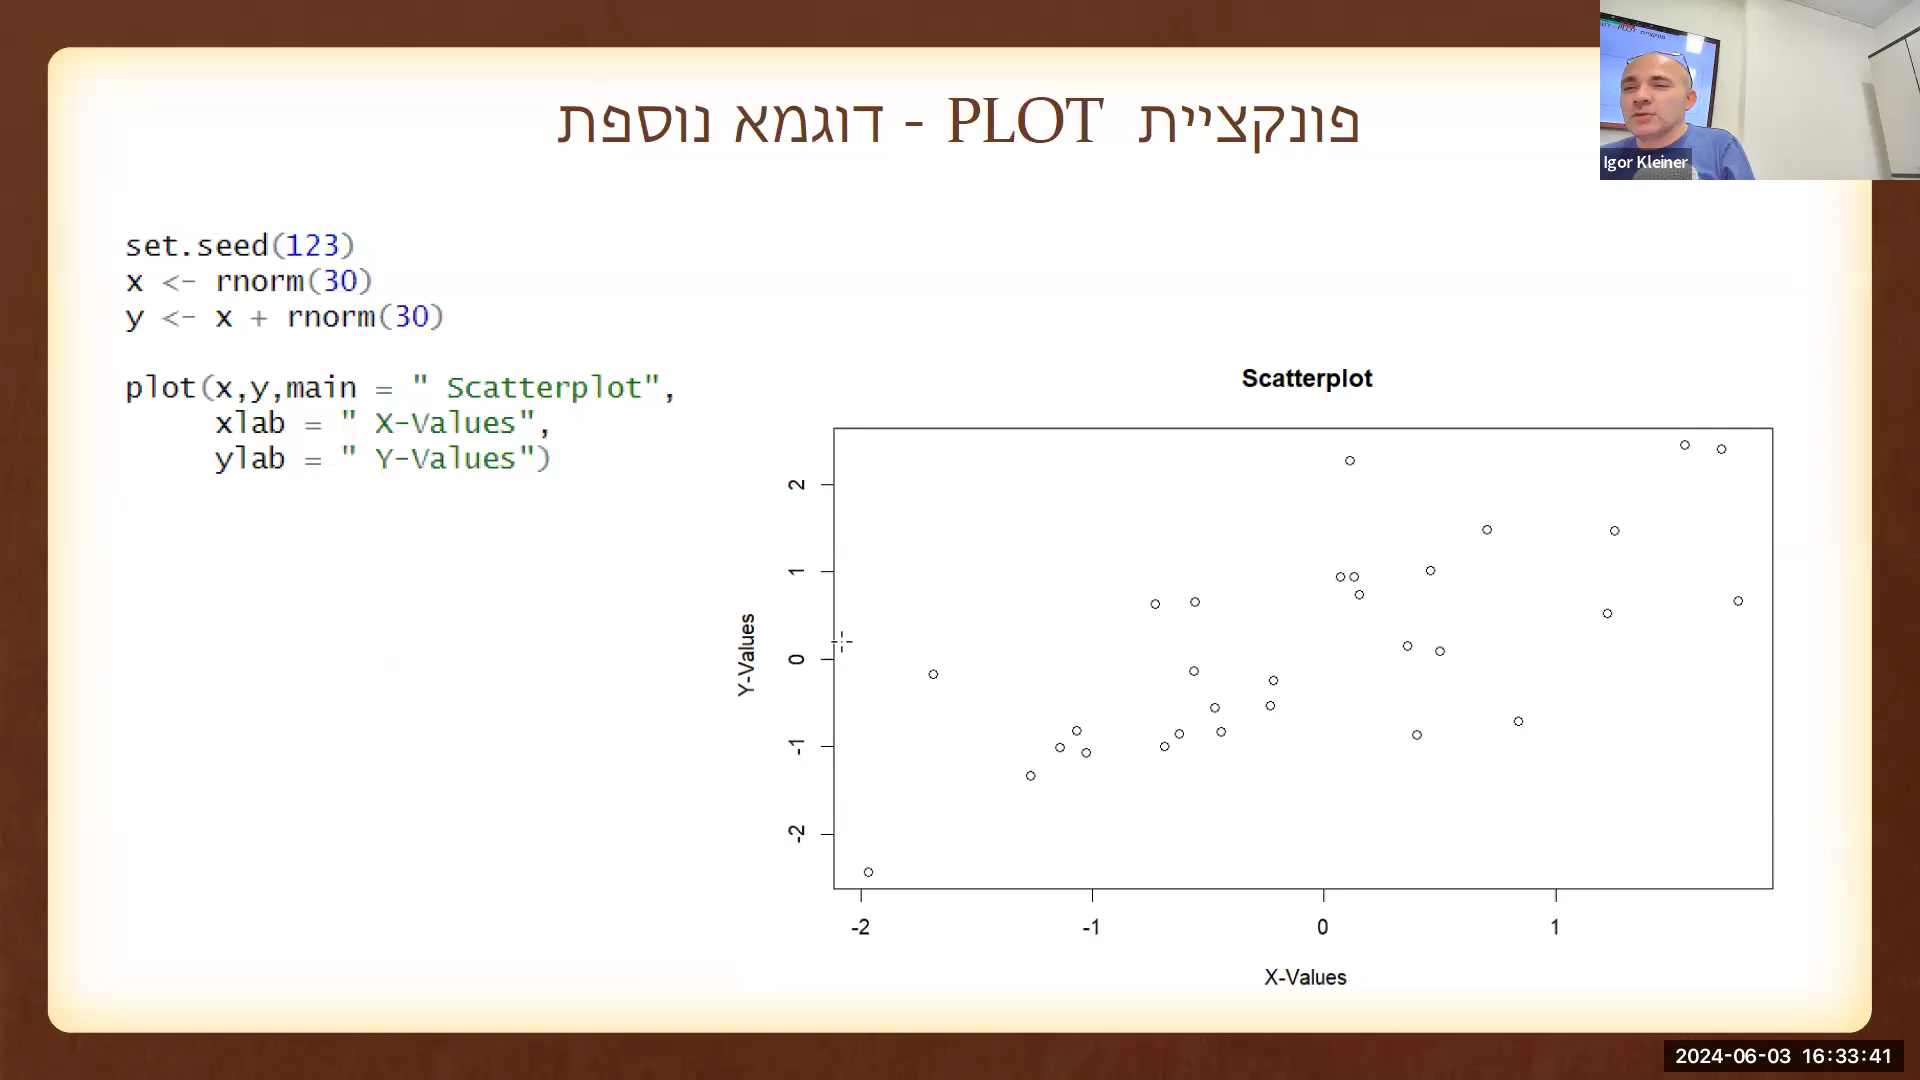 פונקציית PLOT - דוגמא נוספת
Igor Kleiner
set.seed(123)
x <- rnorm(30)
y <- x + rnorm(30)
plot(x,y,main = " Scatterplot",
xlab = " X-Values",
ylab = " Y-Values")
Scatterplot
Y-Values
2
1
0
-1
-2
-2
-1
0
1
X-Values
2024-06-03 16:33:41